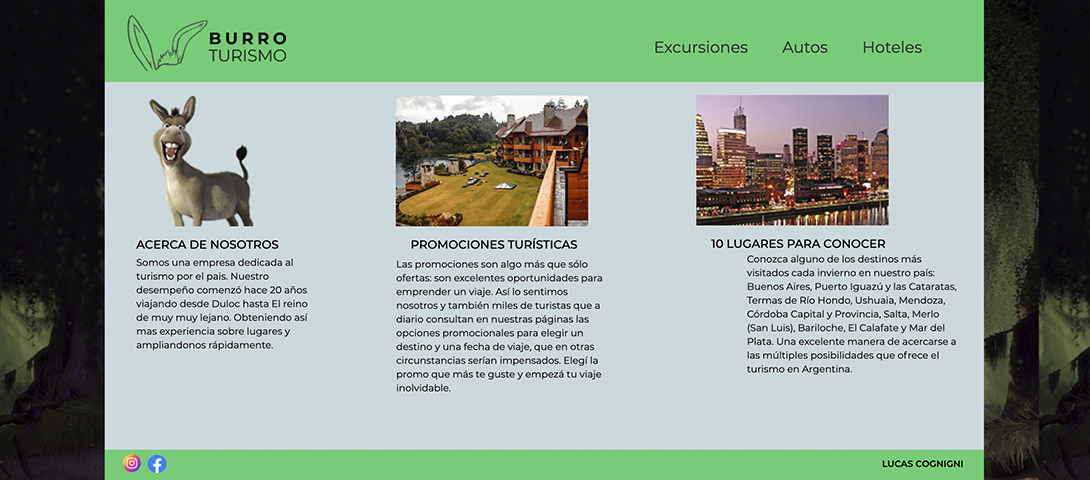 BURRO
TURISMO
Excursiones
Autos
Hoteles
ACERCA DE NOSOTROS
Somos una empresa dedicada al
turismo por el pais. Nuestro
desempeño comenzó hace 20 años
viajando desde Duloc hasta El reino
de muy muy lejano. Obteniendo así
mas experiencia sobre lugares y
ampliandonos rápidamente.
PROMOCIONES TURÍSTICAS
Las promociones son algo más que sólo
ofertas: son excelentes oportunidades para
emprender un viaje. Así lo sentimos
nosotros y también miles de turistas que a
diario consultan en nuestras páginas las
opciones promocionales para elegir un
destino y una fecha de viaje, que en otras
circunstancias serían impensados. Elegí la
promo que más te guste y empezá tu viaje
inolvidable.
10 LUGARES PARA CONOCER
Conozca alguno de los destinos más
visitados cada invierno en nuestro país:
Buenos Aires, Puerto Iguazú y las Cataratas,
Termas de Río Hondo, Ushuaia, Mendoza,
Córdoba Capital y Provincia, Salta, Merlo
(San Luis), Bariloche, El Calafate y Mar del
Plata. Una excelente manera de acercarse a
las múltiples posibilidades que ofrece el
turismo en Argentina.
LUCAS COGNIGNI